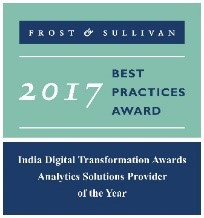 FROST & SULLIVAN
2017
BEST
PRACTICES
AWARD
India Digital Transformation Awards
Analytics Solutions Provider
of the Year